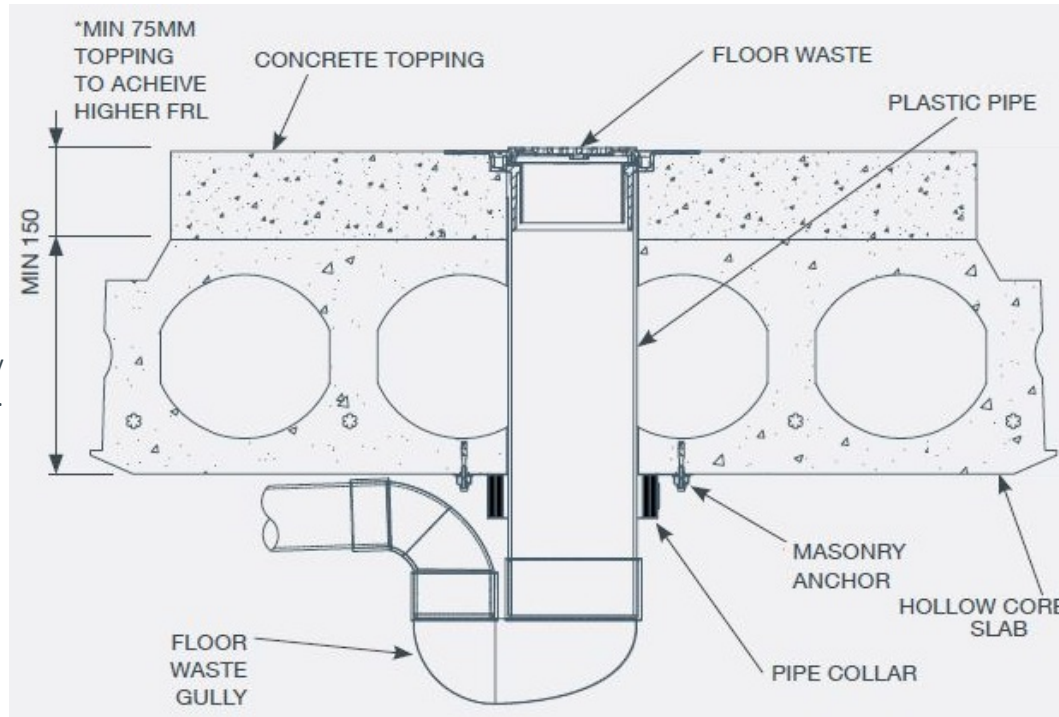 *MIN 75MM
TOPPING
TO ACHEIVE
HIGHER FRL
CONCRETE TOPPING
FLOOR WASTE
PLASTIC PIPE
MIN 150
MASONRY
ANCHOR
HOLLOW CORE
SLAB
FLOOR
WASTE
GULLY
PIPE COLLAR